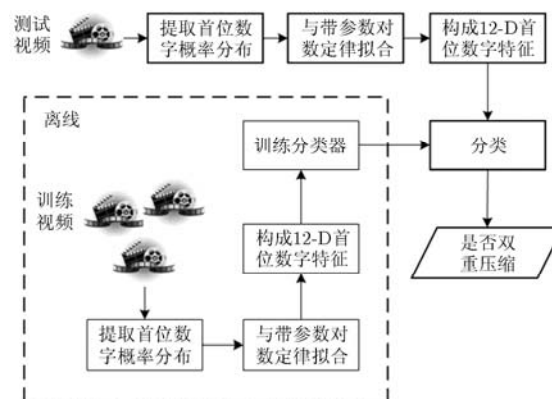 测试
视频
提取首位数
字概率分布
与带参数对
数定律拟合
构成12-D首
位数字特征
离线
训练分类器
分类
训练
视频
构成12-D首
位数字特征
是否双
重压缩
提取首位数
字概率分布
与带参数对
数定律拟合